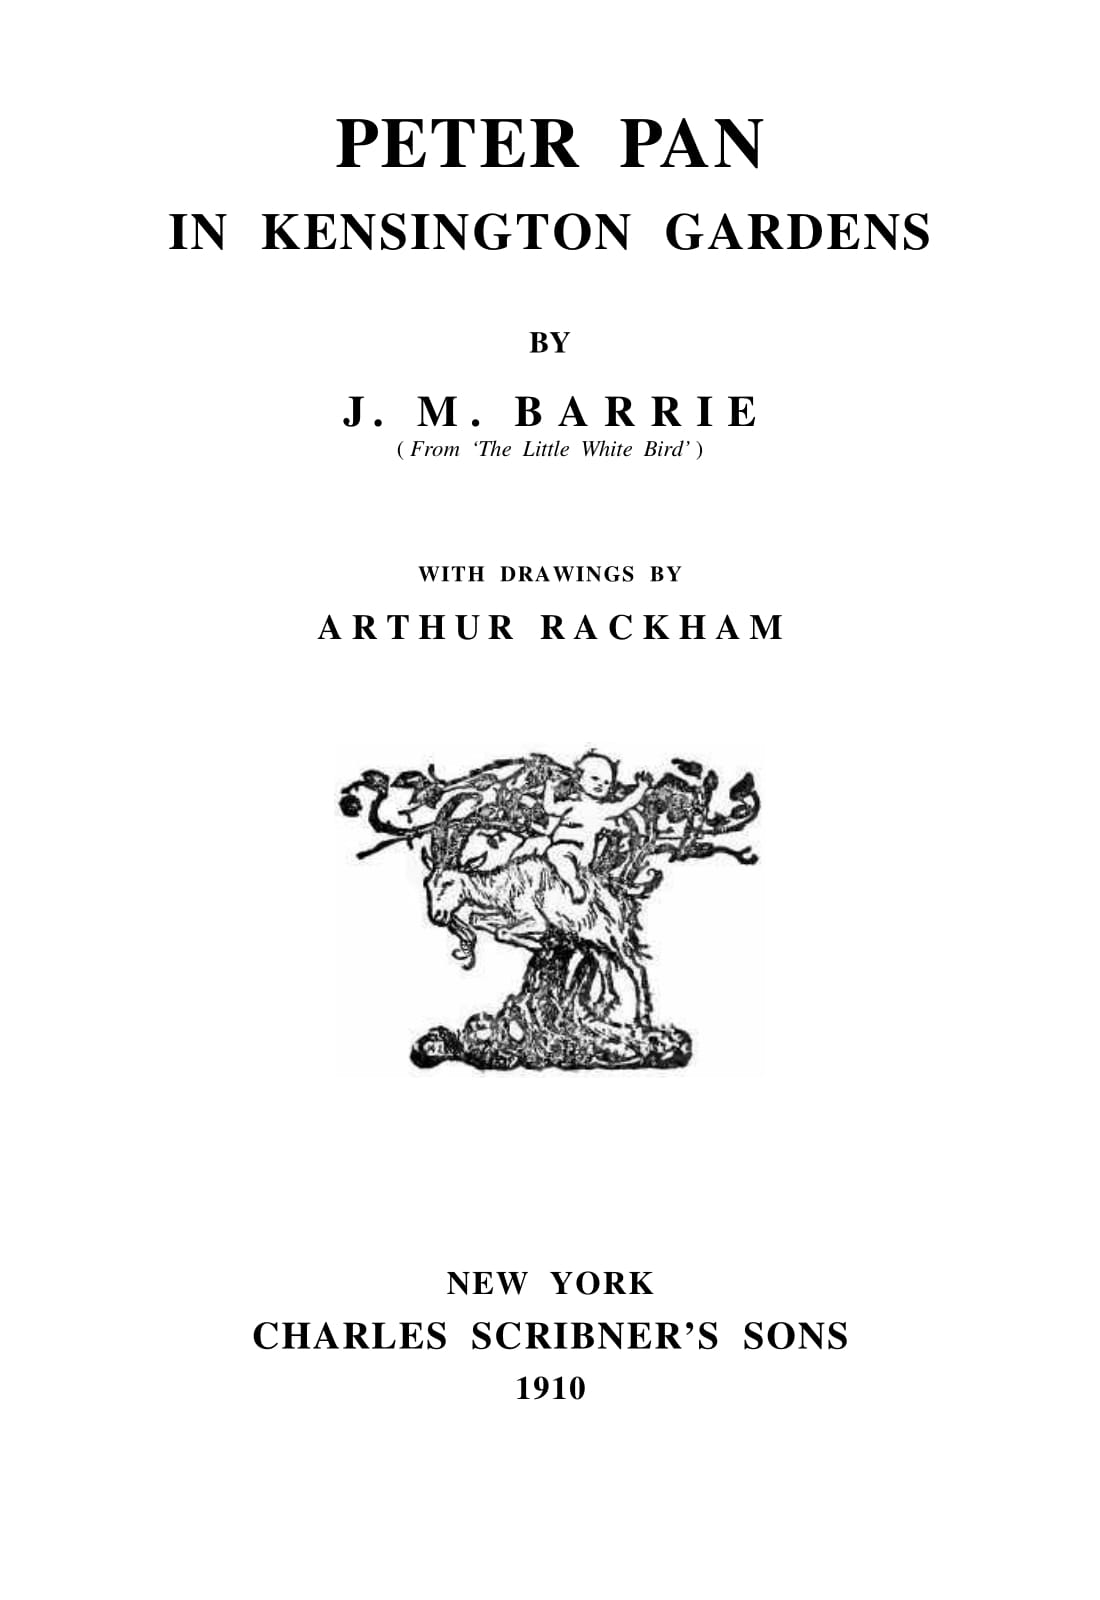 PETER PAN
IN KENSINGTON GARDENS
BY
J. M. BARRIE
( From ‘The Little White Bird’ )
WITH DRAWINGS BY
ARTHUR RACKHAM
NEW YORK
CHARLES SCRIBNER’S SONS
1910